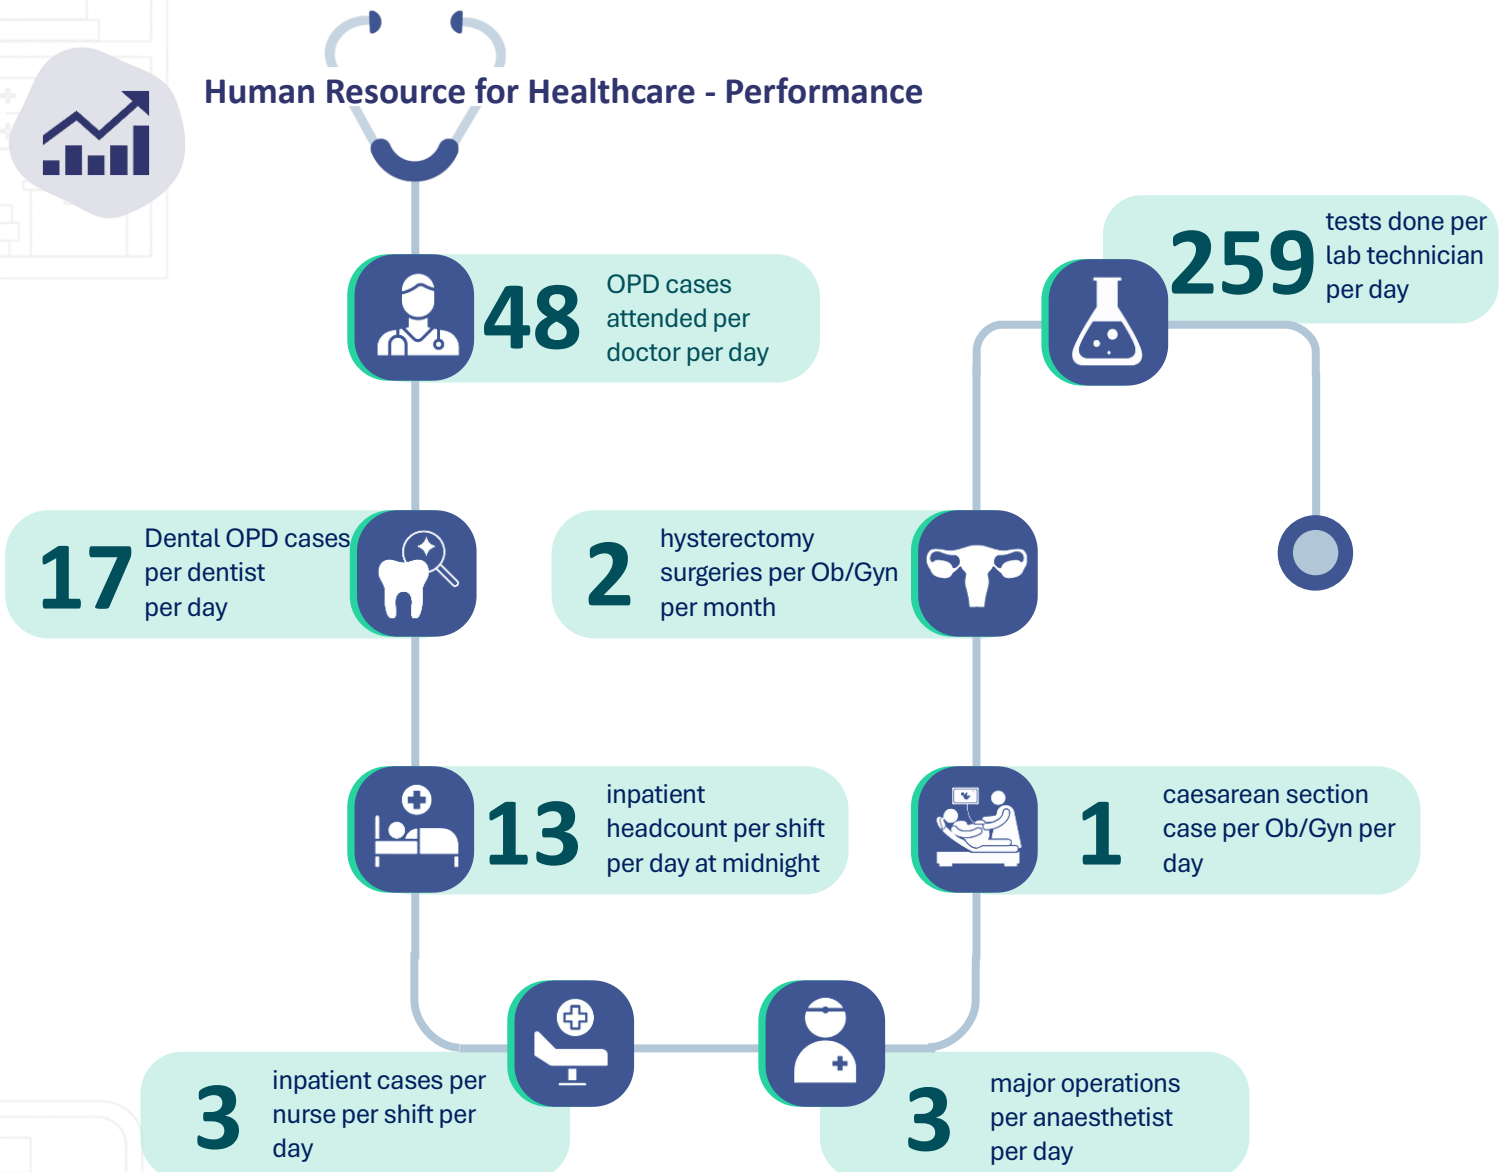 Human Resource for Healthcare - Performance
48
OPD cases
attended per
doctor per day
17
Dental OPD cases
per dentist
per day
13
inpatient
headcount per shift
per day at midnight
3
inpatient cases per
nurse per shift per
day
3
major operations
per anaesthetist
per day
1
caesarean section
case per Ob/Gyn per
day
2
hysterectomy
surgeries per Ob/Gyn
per month
259
tests done per
lab technician
per day